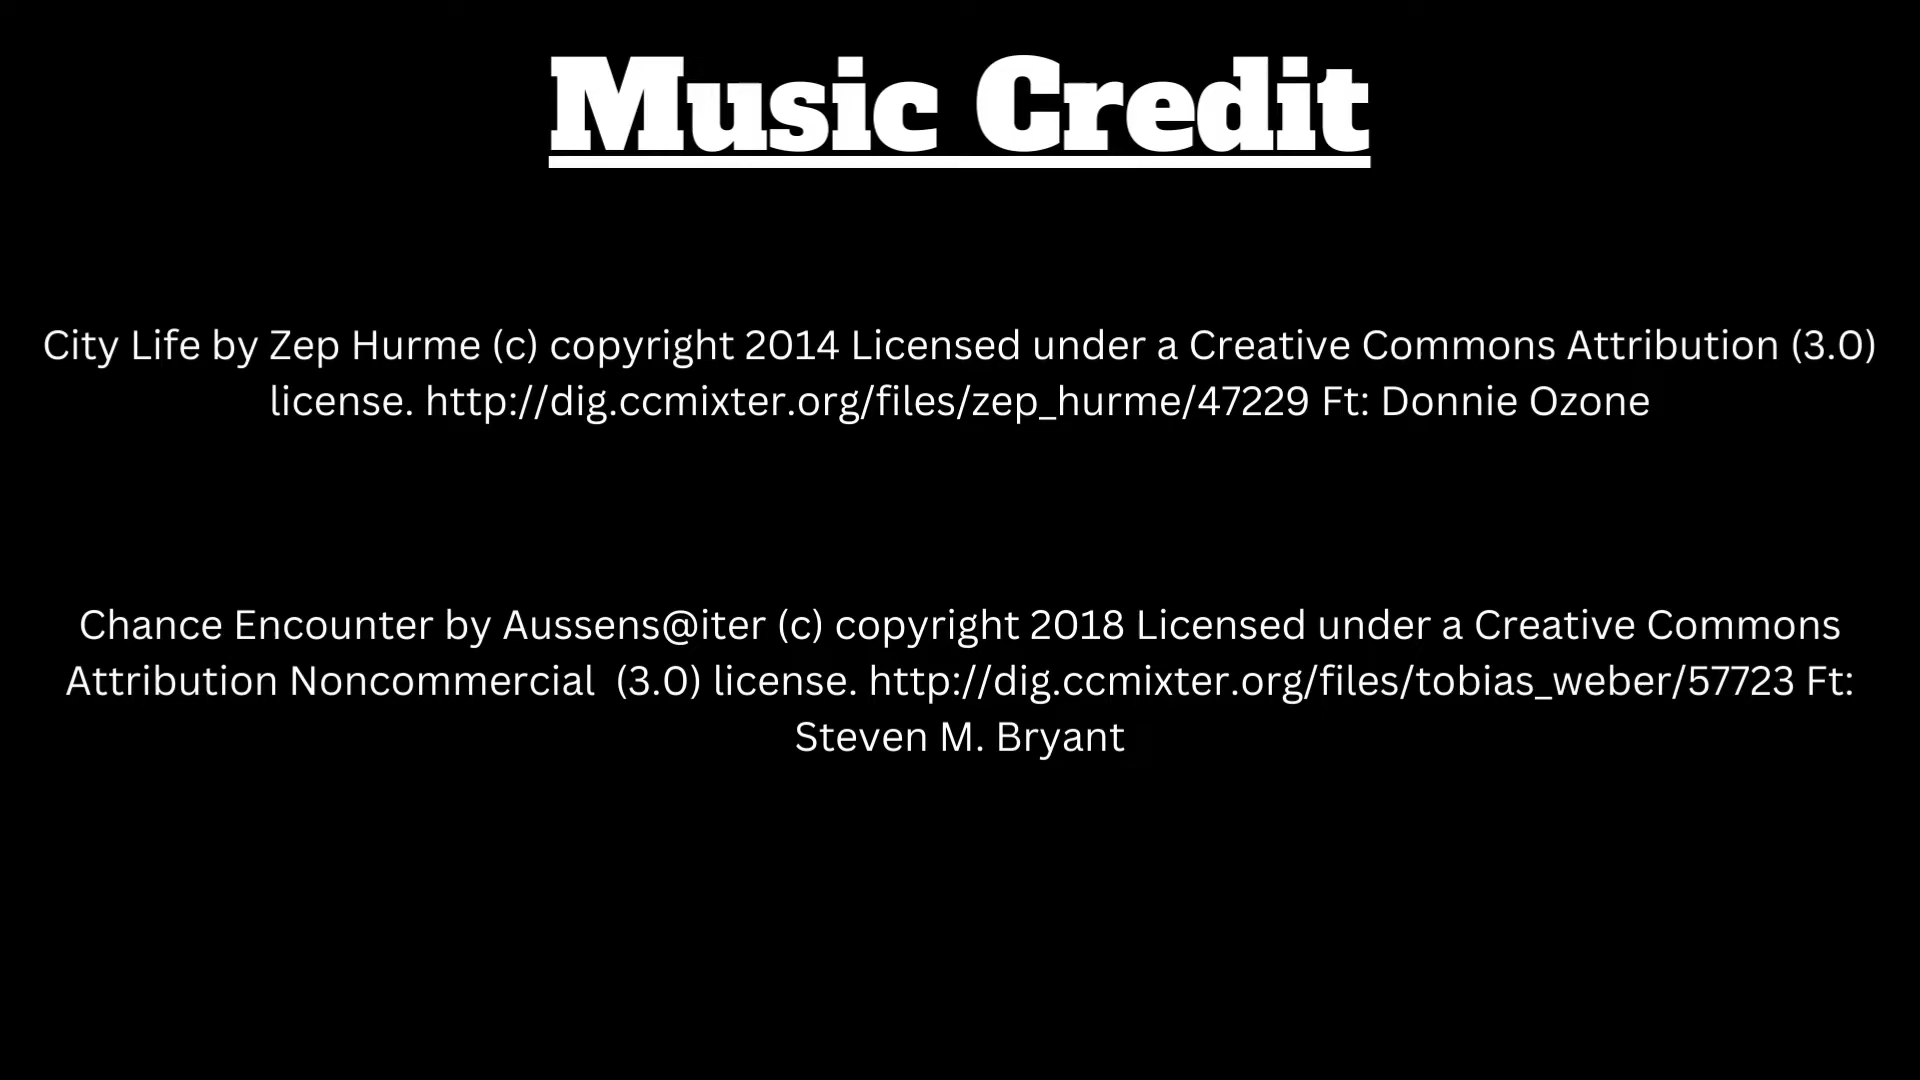 Music Credit
City Life by Zep Hurme (c) copyright 2014 Licensed under a Creative Commons Attribution (3.0)
license. http://dig.ccmixter.org/files/zep_hurme/47229 Ft: Donnie Ozone
Chance Encounter by Aussens@iter (c) copyright 2018 Licensed under a Creative Commons
Attribution Noncommercial  (3.0) license. http://dig.ccmixter.org/files/tobias_weber/57723 Ft:
Steven M. Bryant